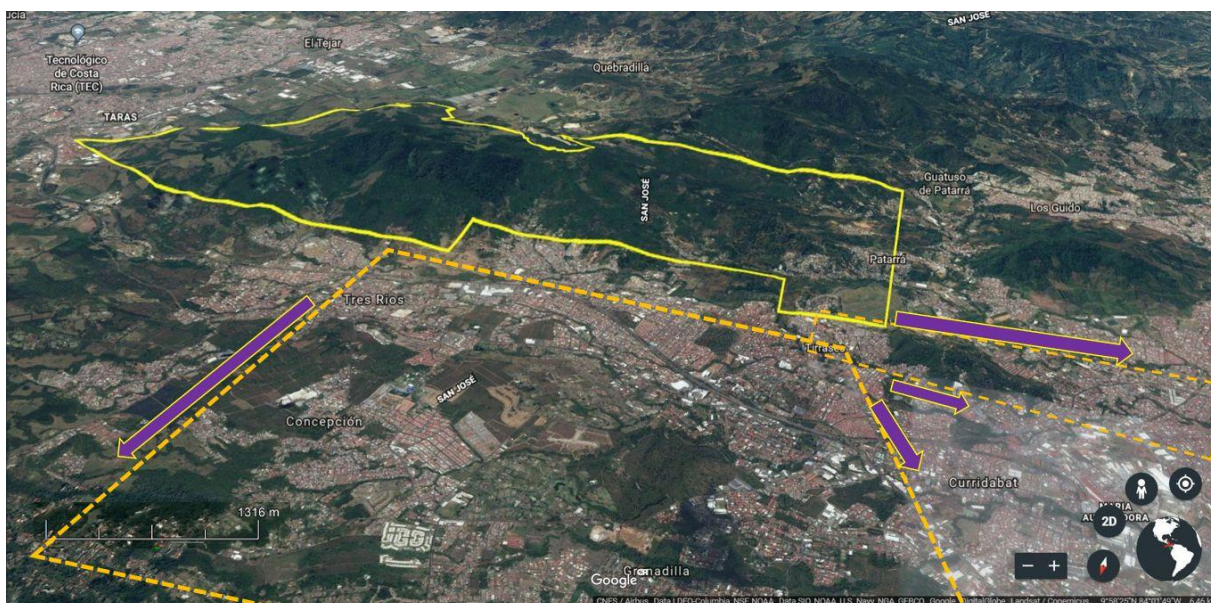 SAN JOSÉ
El Tejar
Tecnológico
de Costa
Rica (TEC)
Quebradilla
TARAS
SAN JOSÉ
Guatuso
de Patarrá
Los Guido
Patarrá
Tres Ríos
SAN JOSÉ
Concepción
Curridabat
1316 m
2D
Granadilla
Google